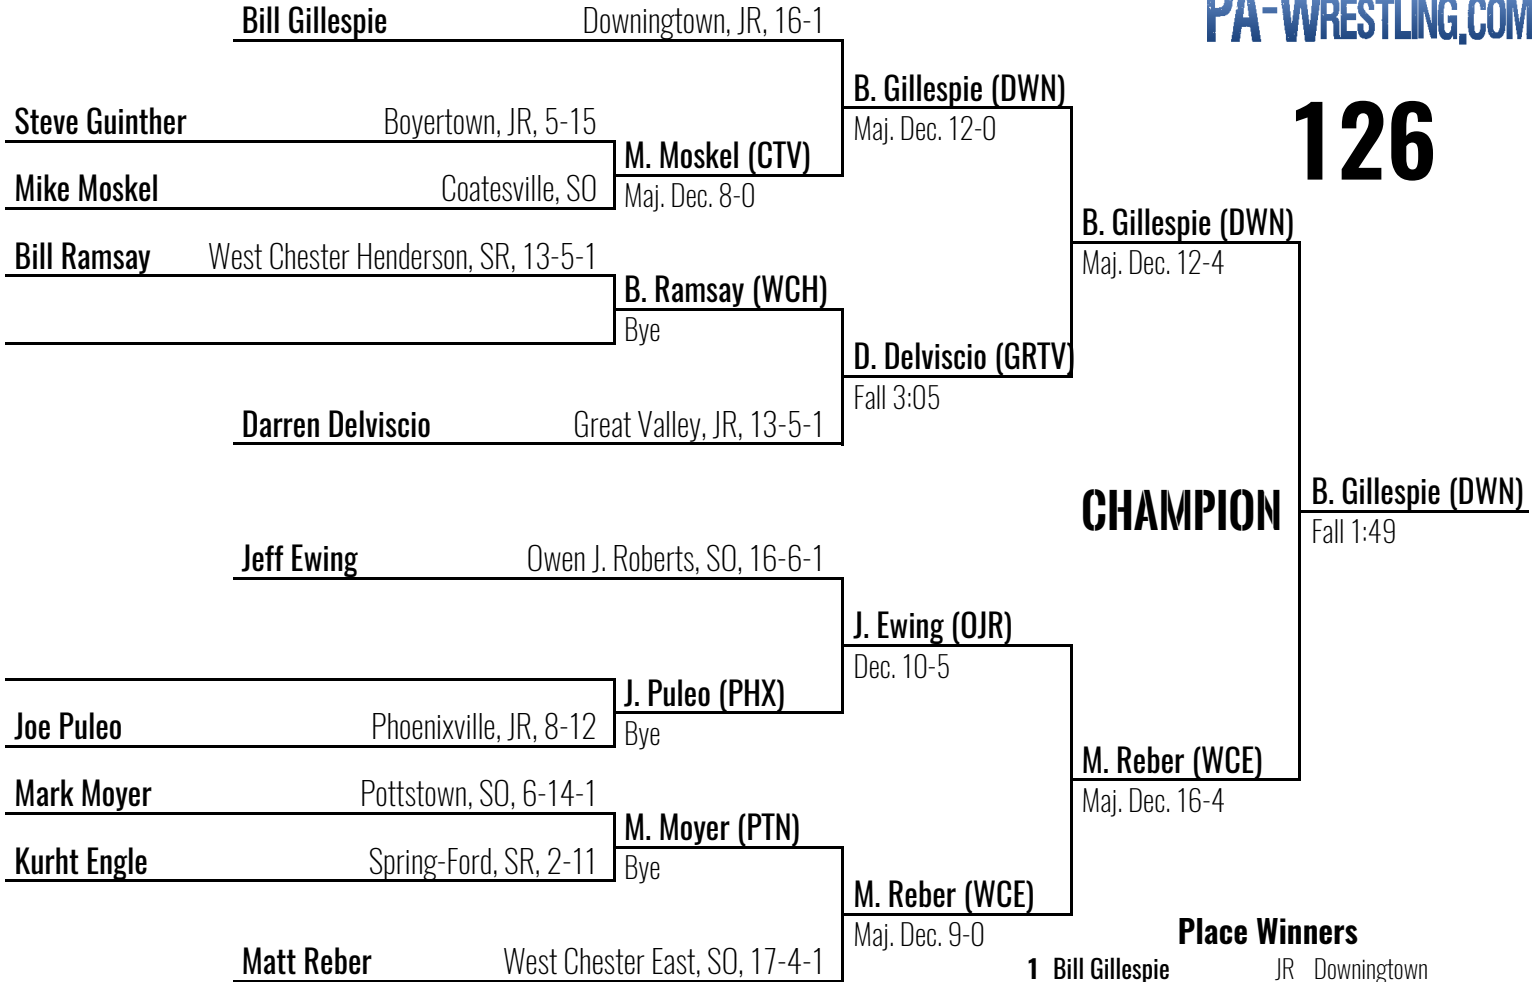 PA-WRESTLING.COM
126
Bill Gillespie Downingtown, JR, 16-1
B. Gillespie (DWN)
Maj. Dec. 12-0
Steve Guinther Boyertown, JR, 5-15
M. Moskel (CTV)
Maj. Dec. 8-0
Mike Moskel Coatesville, SO
B. Gillespie (DWN)
Maj. Dec. 12-4
Bill Ramsay West Chester Henderson, SR, 13-5-1
B. Ramsay (WCH)
Bye
D. Delviscio (GRTV)
Fall 3:05
Darren Delviscio Great Valley, JR, 13-5-1
CHAMPION
B. Gillespie (DWN)
Fall 1:49
Jeff Ewing Owen J. Roberts, SO, 16-6-1
J. Ewing (OJR)
Dec. 10-5
J. Puleo (PHX)
Bye
Joe Puleo Phoenixville, JR, 8-12
M. Reber (WCE)
Maj. Dec. 16-4
Mark Moyer Pottstown, SO, 6-14-1
M. Moyer (PTN)
Bye
Kurht Engle Spring-Ford, SR, 2-11
M. Reber (WCE)
Maj. Dec. 9-0
Matt Reber West Chester East, SO, 17-4-1
Place Winners
1 Bill Gillespie JR Downingtown